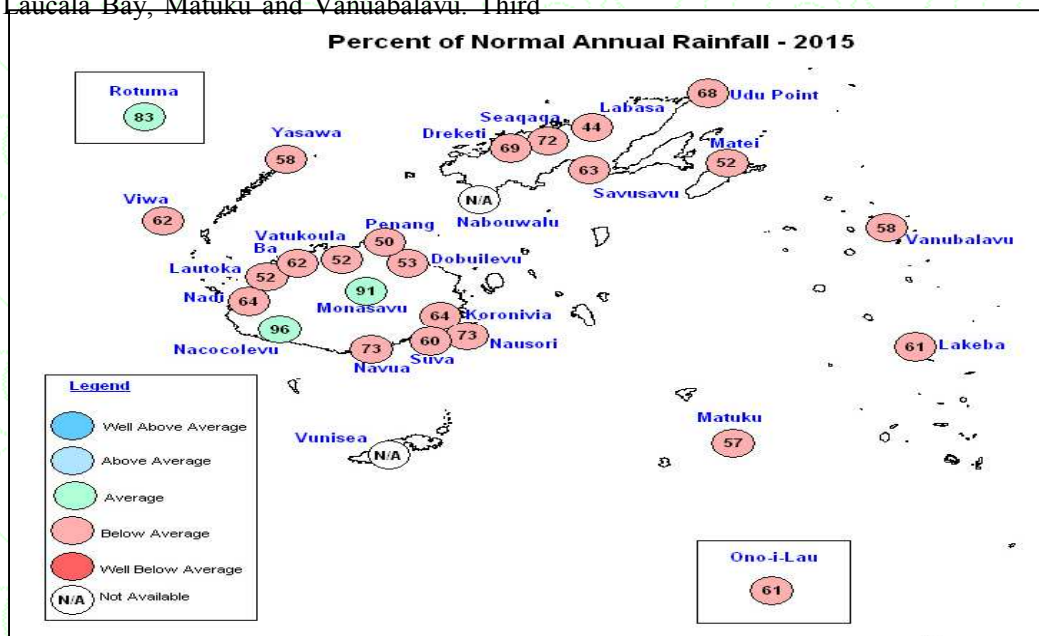 Laucala Bay, Matuku and Vanuabalavu. Third
Percent of Normal Annual Rainfall - 2015
Rotuma
83
Yasawa
58
Viwa
62
Dreketi
69
Seaqaqa
72
Labasa
44
68
Udu Point
Matei
52
63
Savusavu
N/A
Nabouwalu
58
Vanubalavu
Penang
50
Vatukoula
52
Ba
62
53
Dobuilevu
Lautoka
52
Nadi
64
91
Monasavu
96
Nacocolevu
64
Koronivia
73
Nausori
60
Suva
73
Navua
61
Lakeba
Matuku
57
Vunisea
N/A
Ono-i-Lau
61
Legend
Well Above Average
Above Average
Average
Below Average
Well Below Average
N/A Not Available